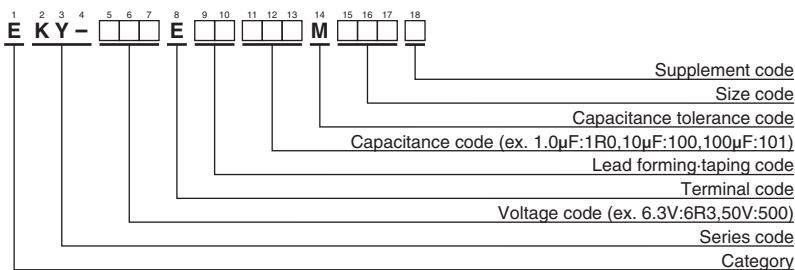 1 2 3 4 5 6 7 8 9 10 11 12 13 14 15 16 17 18
E K Y – E M
Supplement code
Size code
Capacitance tolerance code
Capacitance code (ex. 1.0μF:1R0,10μF:100,100μF:101)
Lead forming·taping code
Terminal code
Voltage code (ex. 6.3V:6R3,50V:500)
Series code
Category